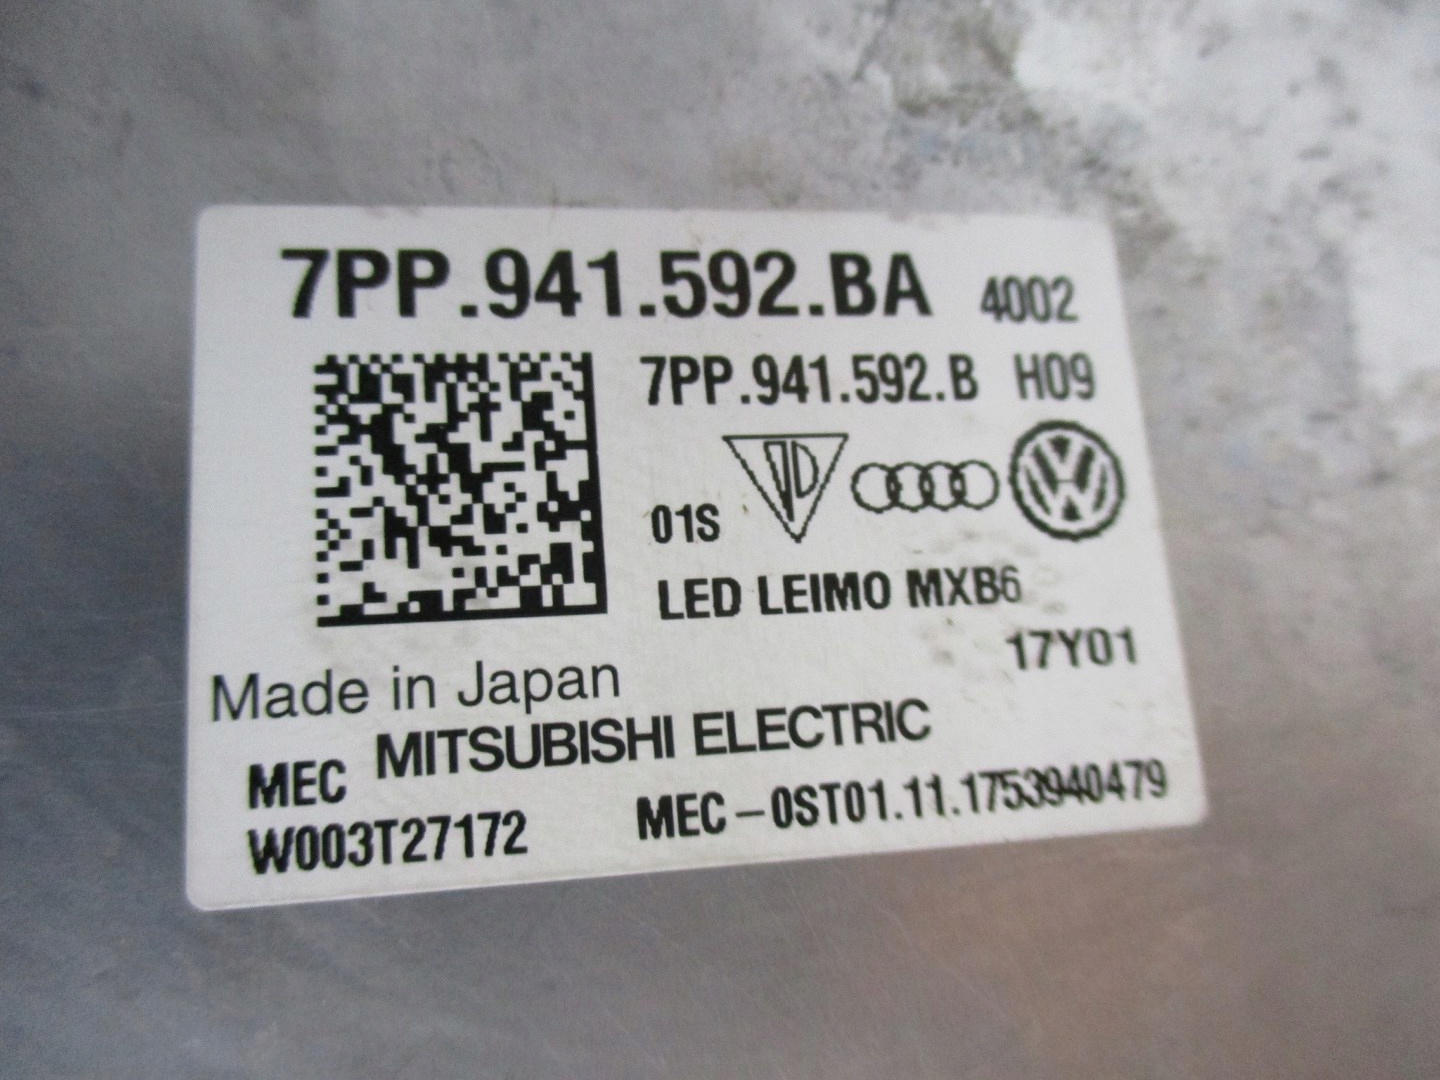 7PP.941.592.BA 4002
7PP.941.592.B H09
01S
LED LEIMO MXB6
17Y01
Made in Japan
MEC MITSUBISHI ELECTRIC
W003T27172 MEC-0ST01.11.1753940479